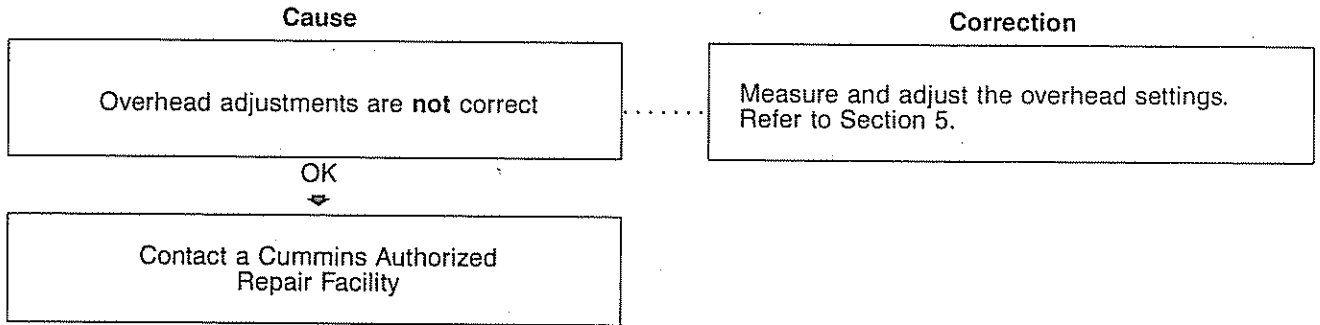 Cause
Correction
Overhead adjustments are not correct
Measure and adjust the overhead settings.
Refer to Section 5.
OK
Contact a Cummins Authorized
Repair Facility